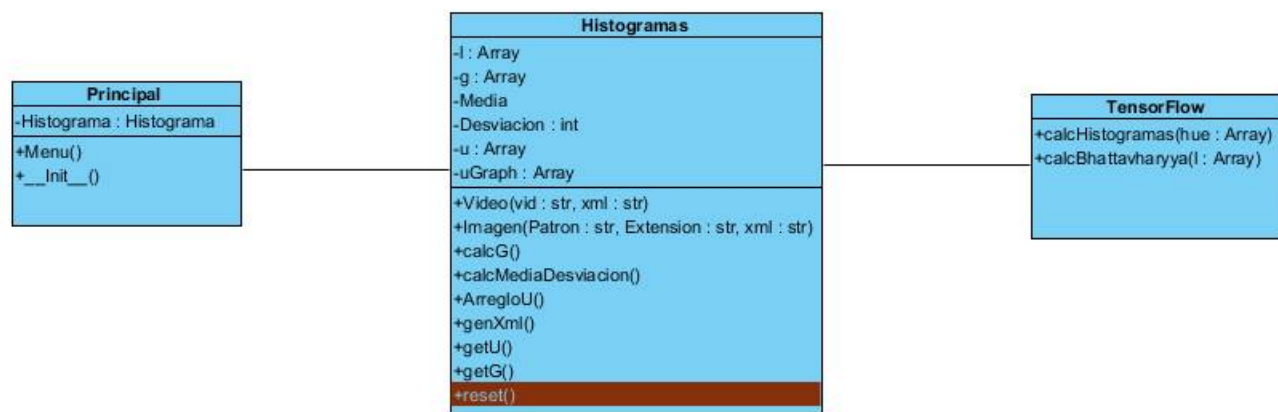 Principal
-Histograma : Histograma
+Menu()
+__Init__()
Histogramas
-I : Array
-g : Array
-Media
-Desviacion : int
-u : Array
-uGraph : Array
+Video(vid : str, xml : str)
+Imagen(Patron : str, Extension : str, xml : str)
+calcG()
+calcMediaDesviacion()
+ArregloU()
+genXml()
+getU()
+getG()
+reset()
TensorFlow
+calcHistogramas(hue : Array)
+calcBhattavharyya(I : Array)